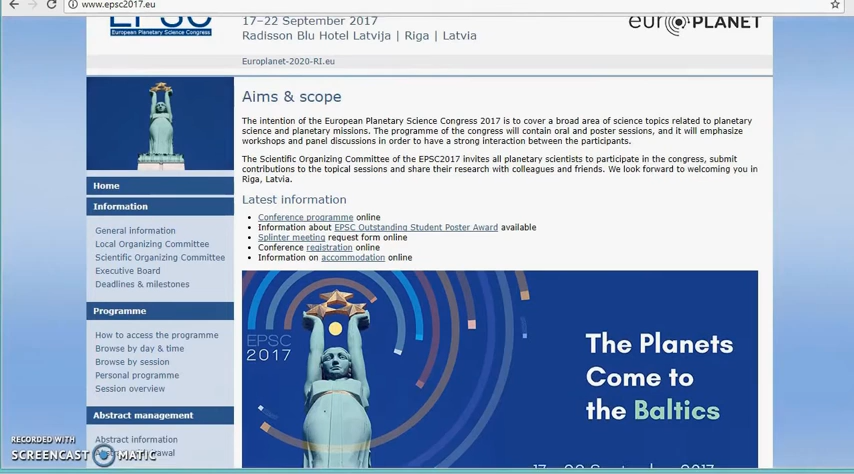 www.epsc2017.eu
EPSC
European Planetary Science Congress
17–22 September 2017
Radisson Blu Hotel Latvija | Riga | Latvia
europlanet
Europlanet-2020-RI.eu
Home
Information
General information
Local Organizing Committee
Scientific Organizing Committee
Executive Board
Deadlines & milestones
Programme
How to access the programme
Browse by day & time
Browse by session
Personal programme
Session overview
Abstract management
Abstract information
Aims & scope
The intention of the European Planetary Science Congress 2017 is to cover a broad area of science topics related to planetary
science and planetary missions. The programme of the congress will contain oral and poster sessions, and it will emphasize
workshops and panel discussions in order to have a strong interaction between the participants.
The Scientific Organizing Committee of the EPSC2017 invites all planetary scientists to participate in the congress, submit
contributions to the topical sessions and share their research with colleagues and friends. We look forward to welcoming you in
Riga, Latvia.
Latest information
Conference programme online
Information about EPSC Outstanding Student Poster Award available
Splinter meeting request form online
Conference registration online
Information on accommodation online
EPSC
2017
The Planets
Come to
the Baltics
RECORDED WITH
SCREENCAST MATIC